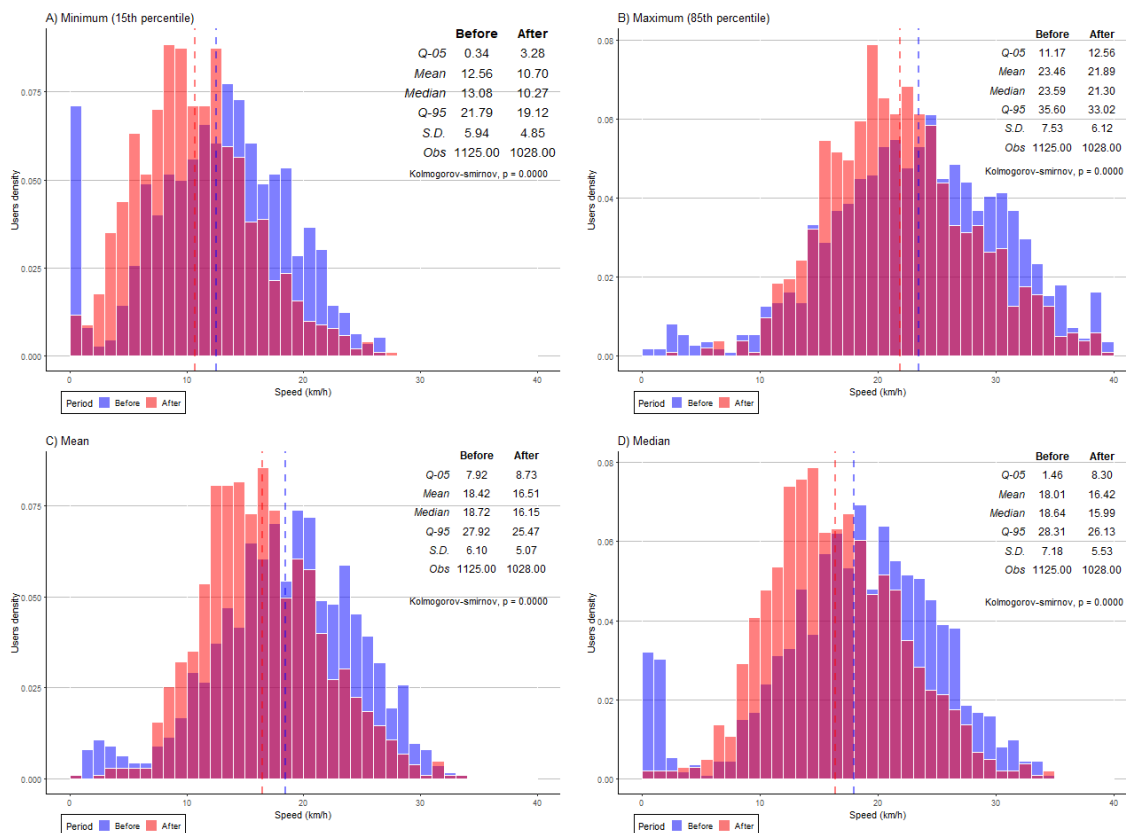 A) Minimum (15th percentile)
Before After
Q-05 0.34 3.28
Mean 12.56 10.70
Median 13.08 10.27
Q-95 21.79 19.12
S.D. 5.94 4.85
Obs 1125.00 1028.00
Kolmogorov-smirnov, p = 0.0000
Users density
0.075
0.050
0.025
0.000
0 10 20 30 40
Speed (km/h)
Period Before After
B) Maximum (85th percentile)
Before After
Q-05 11.17 12.56
Mean 23.46 21.89
Median 23.59 21.30
Q-95 35.60 33.02
S.D. 7.53 6.12
Obs 1125.00 1028.00
Kolmogorov-smirnov, p = 0.0000
Users density
0.08
0.06
0.04
0.02
0.00
0 10 20 30 40
Speed (km/h)
Period Before After
C) Mean
Before After
Q-05 7.92 8.73
Mean 18.42 16.51
Median 18.72 16.15
Q-95 27.92 25.47
S.D. 6.10 5.07
Obs 1125.00 1028.00
Kolmogorov-smirnov, p = 0.0000
Users density
0.075
0.050
0.025
0.000
0 10 20 30 40
Speed (km/h)
Period Before After
D) Median
Before After
Q-05 1.46 8.30
Mean 18.01 16.42
Median 18.64 15.99
Q-95 28.31 26.13
S.D. 7.18 5.53
Obs 1125.00 1028.00
Kolmogorov-smirnov, p = 0.0000
Users density
0.08
0.06
0.04
0.02
0.00
0 10 20 30 40
Speed (km/h)
Period Before After